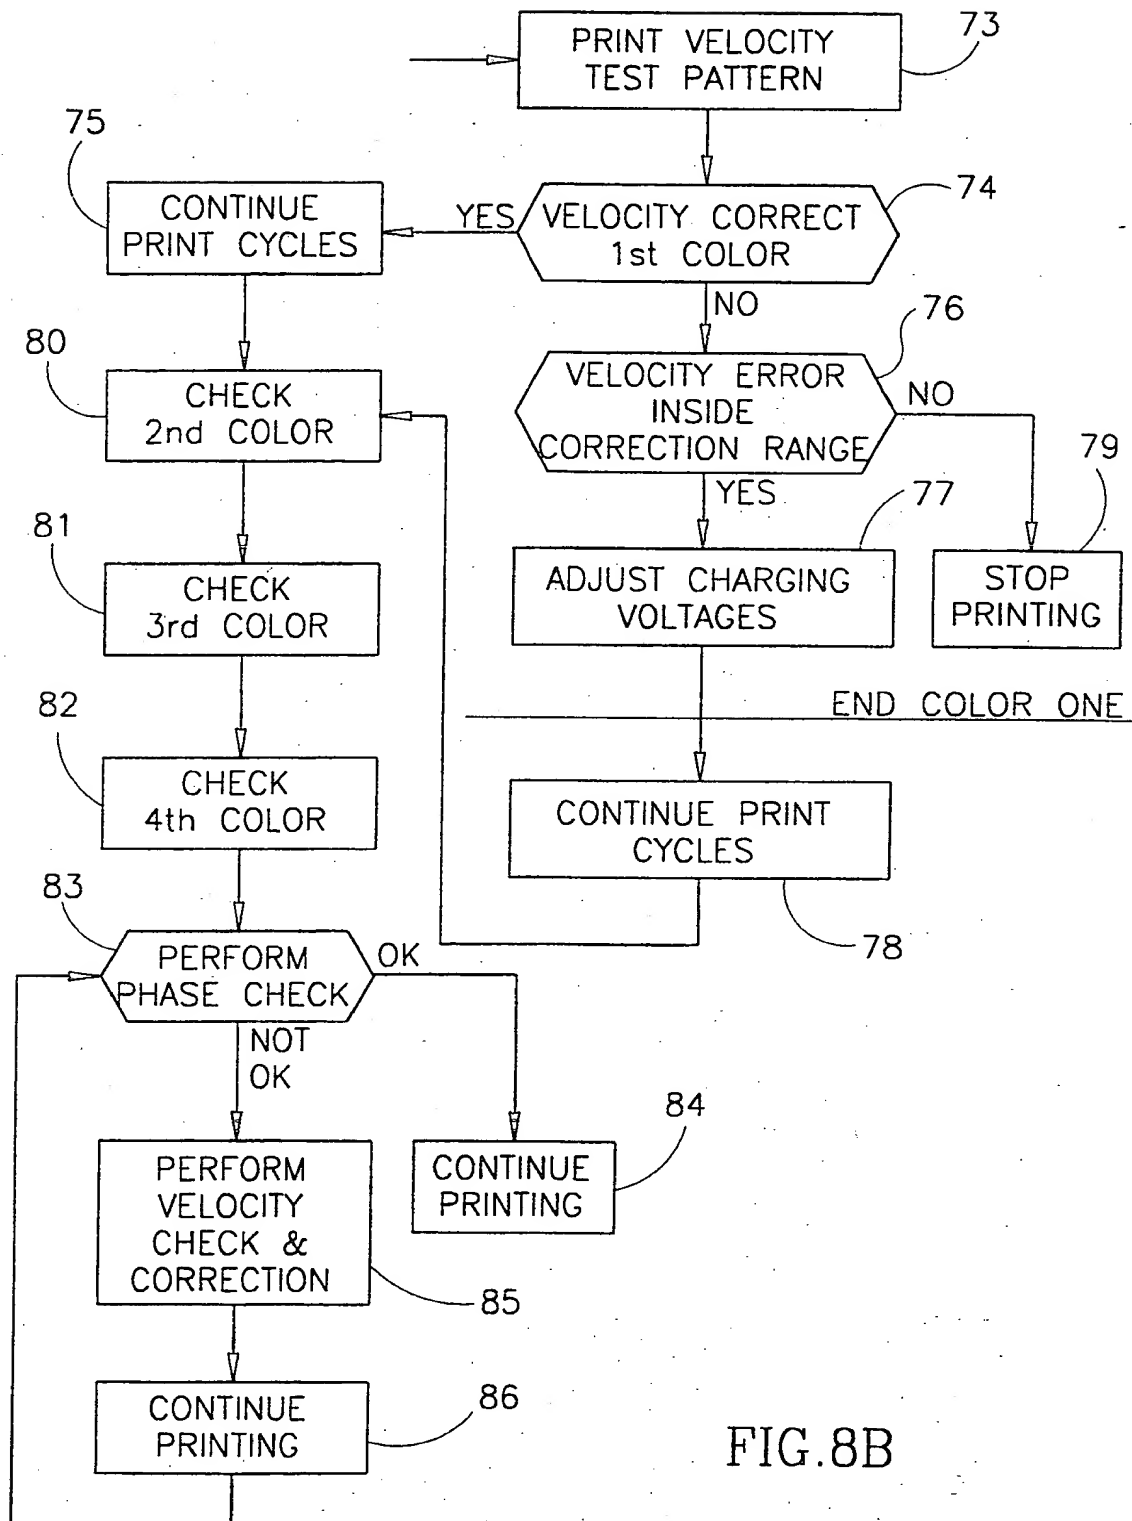 PRINT VELOCITY
TEST PATTERN
73
75
CONTINUE
PRINT CYCLES
YES
VELOCITY CORRECT
1st COLOR
74
NO
76
80
CHECK
2nd COLOR
VELOCITY ERROR
INSIDE
CORRECTION RANGE
NO
YES
77
79
81
CHECK
3rd COLOR
ADJUST CHARGING
VOLTAGES
STOP
PRINTING
END COLOR ONE
82
CHECK
4th COLOR
CONTINUE PRINT
CYCLES
78
83
PERFORM
PHASE CHECK
OK
NOT
OK
84
CONTINUE
PRINTING
PERFORM
VELOCITY
CHECK &
CORRECTION
85
CONTINUE
PRINTING
86
FIG.8B